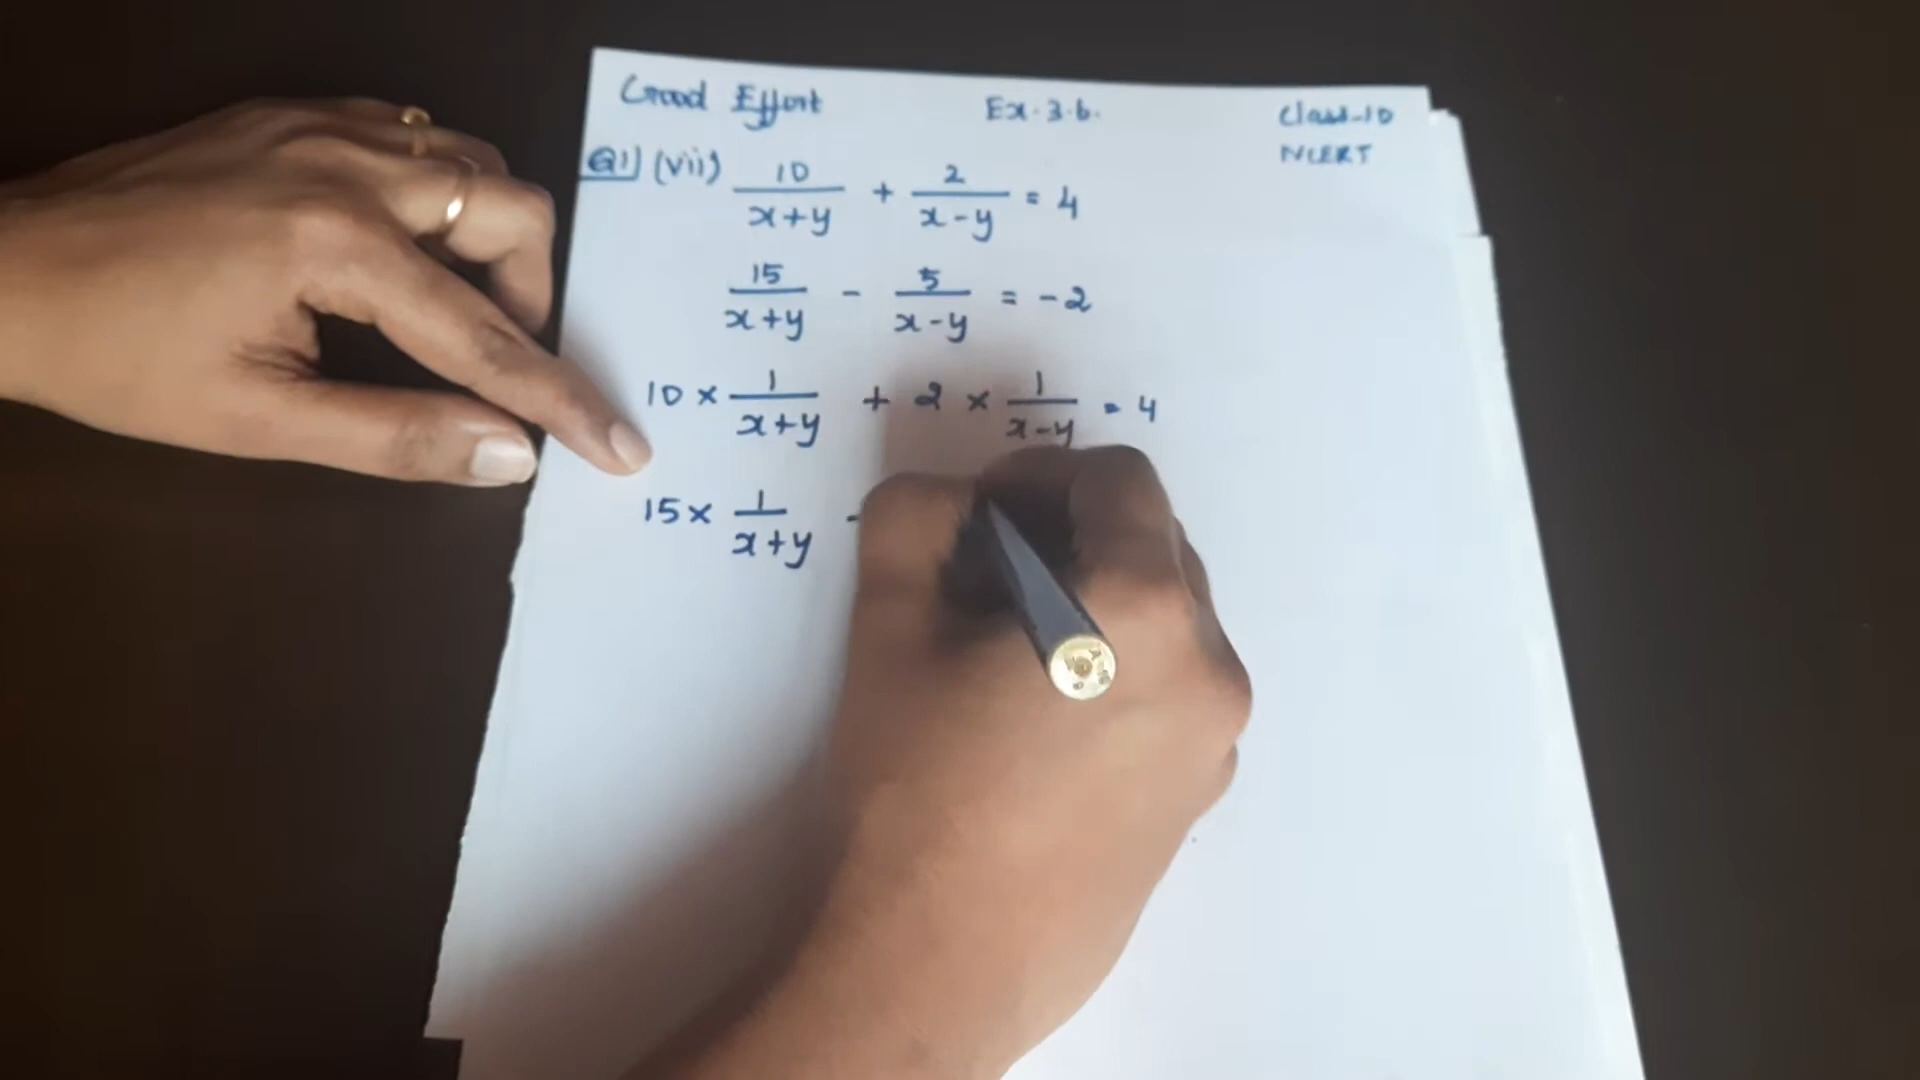 Good Effort Ex. 3.6. Class-10
NCERT
Q1) (vii) 10/(x+y) + 2/(x-y) = 4
15/(x+y) - 5/(x-y) = -2
10 × 1/(x+y) + 2 × 1/(x-y) = 4
15 × 1/(x+y) -